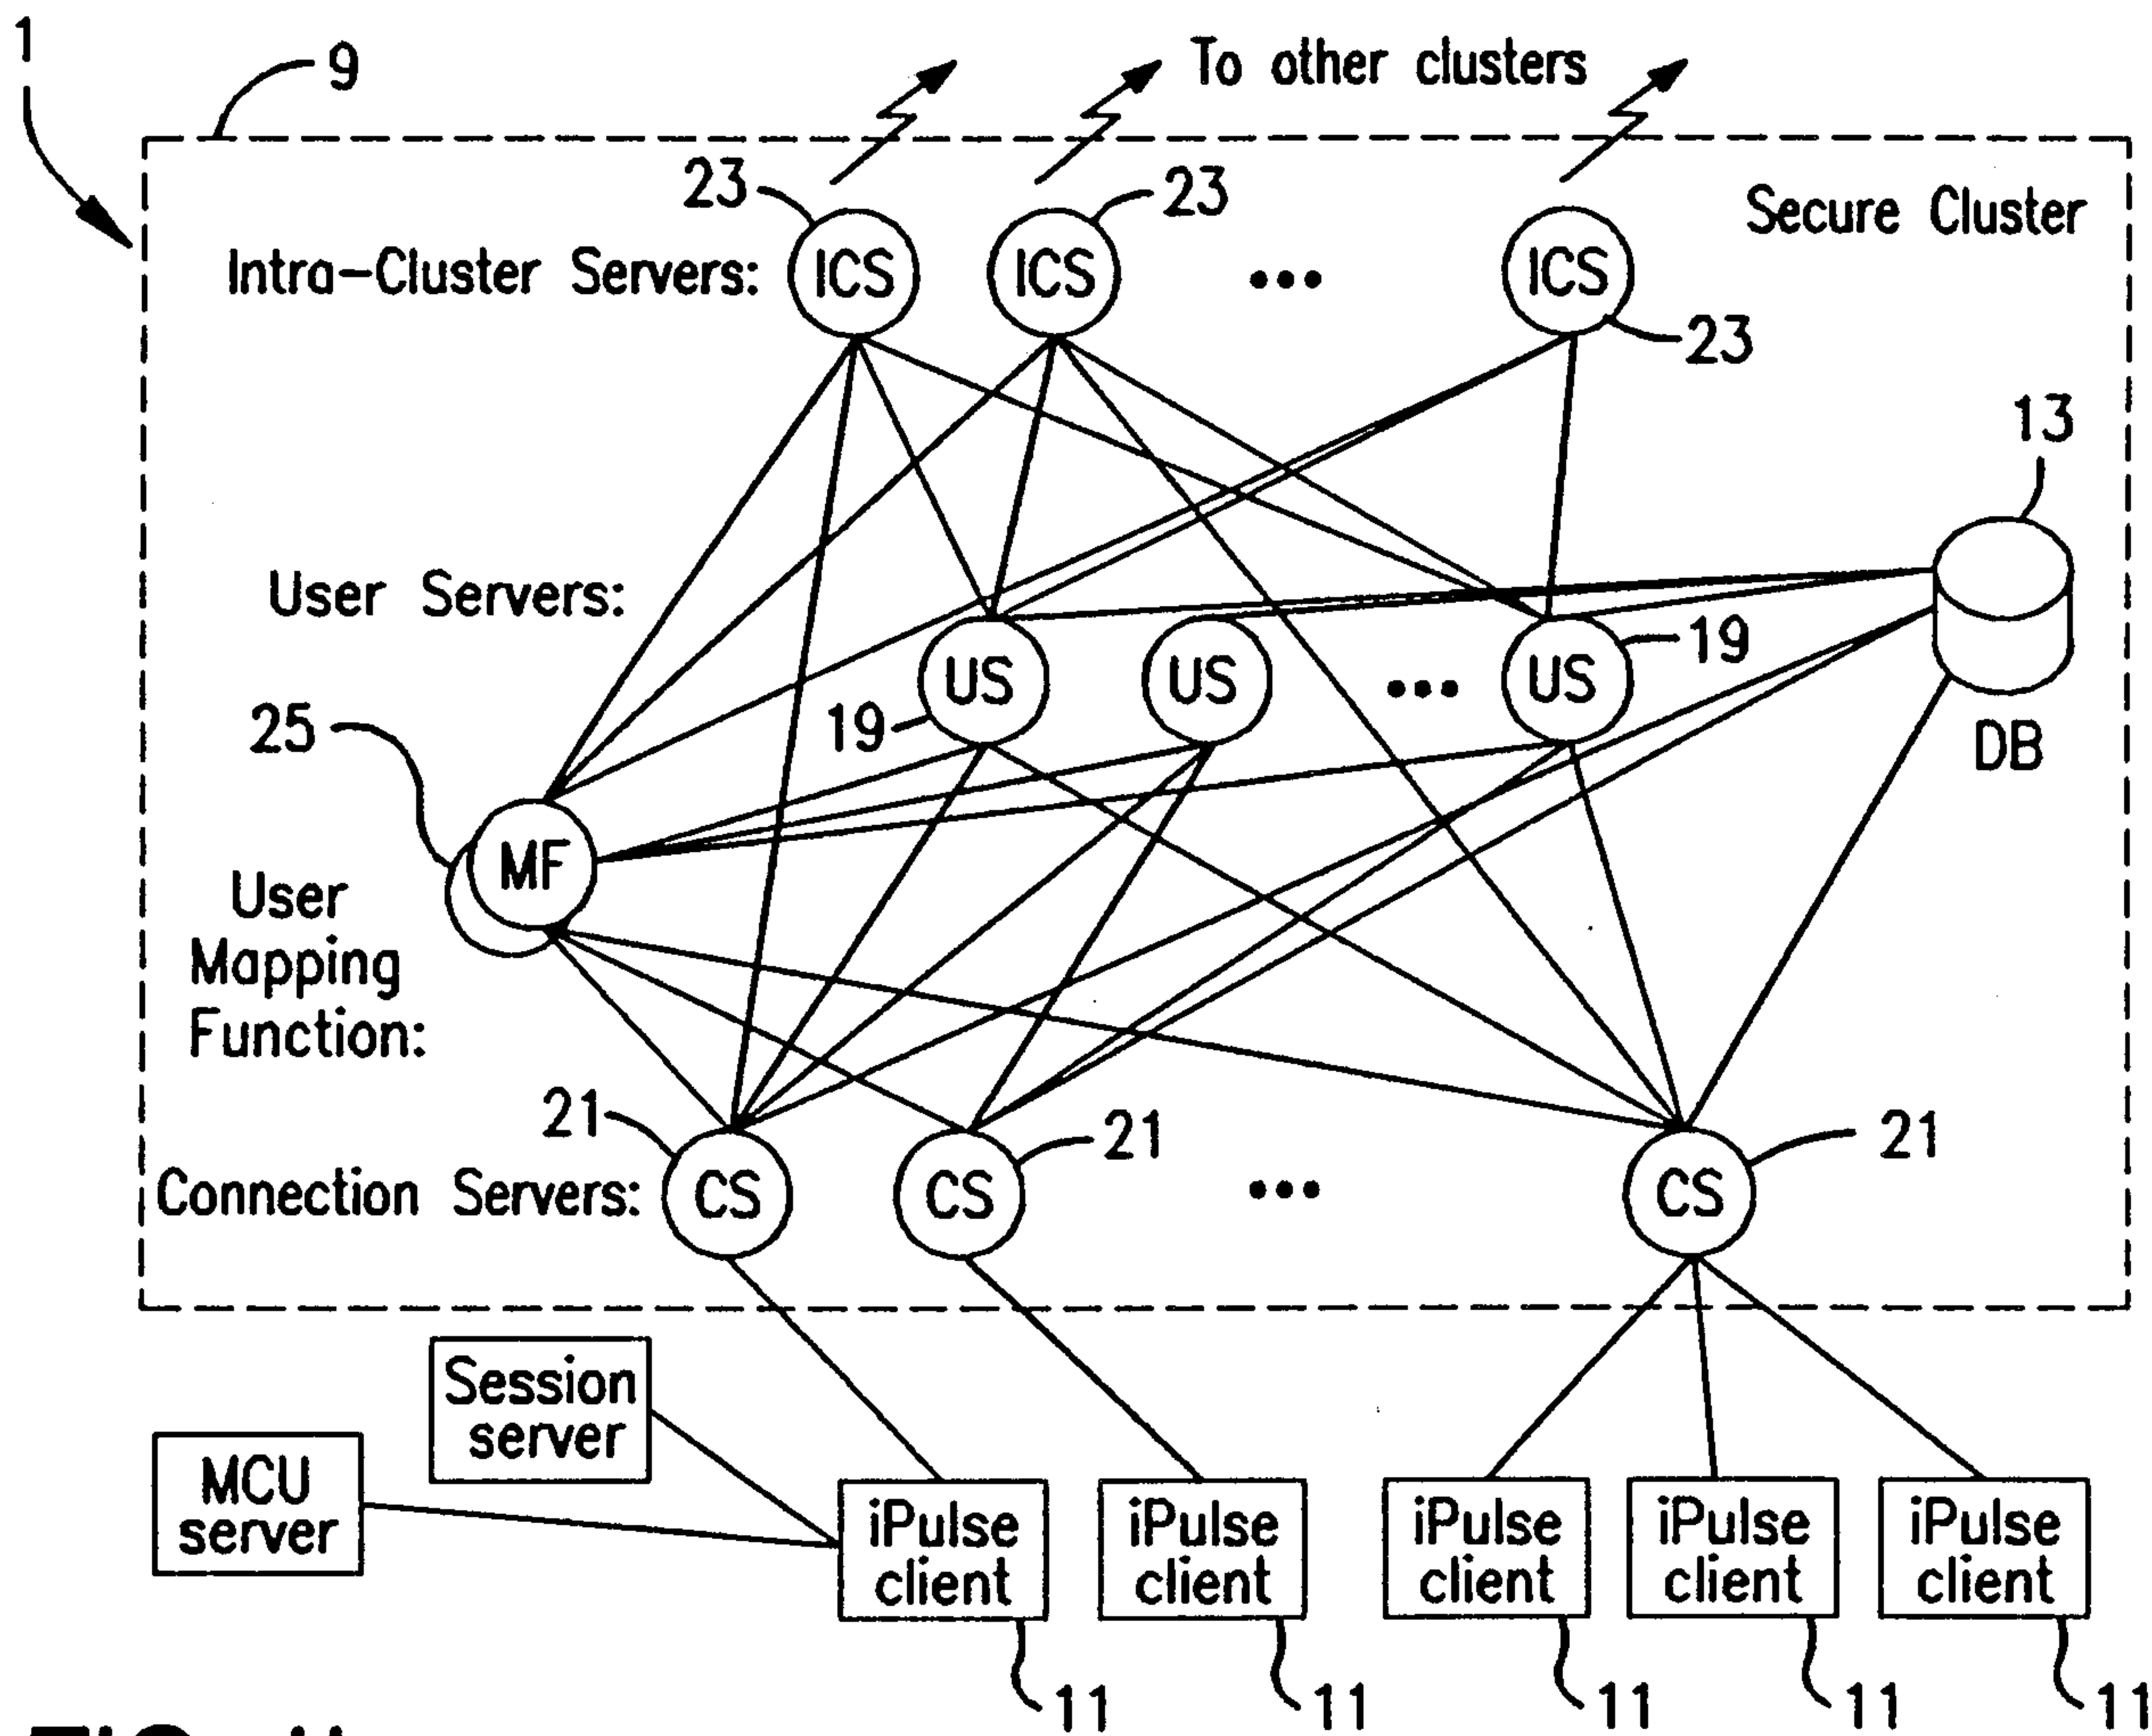 1
9
To other clusters
23
23
Secure Cluster
Intra-Cluster Servers:
ICS
ICS
...
ICS
23
13
User Servers:
US
US
...
US
19
19
DB
25
MF
User
Mapping
Function:
21
21
21
Connection Servers:
CS
CS
...
CS
Session
server
MCU
server
iPulse
client
iPulse
client
iPulse
client
iPulse
client
iPulse
client
11
11
11
11
11